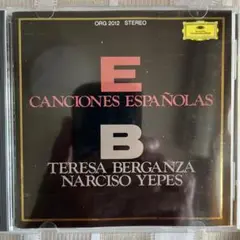 ORG 2012 STEREO
E
CANCIONES ESPAÑOLAS
B
TERESA BERGANZA
NARCISO YEPES